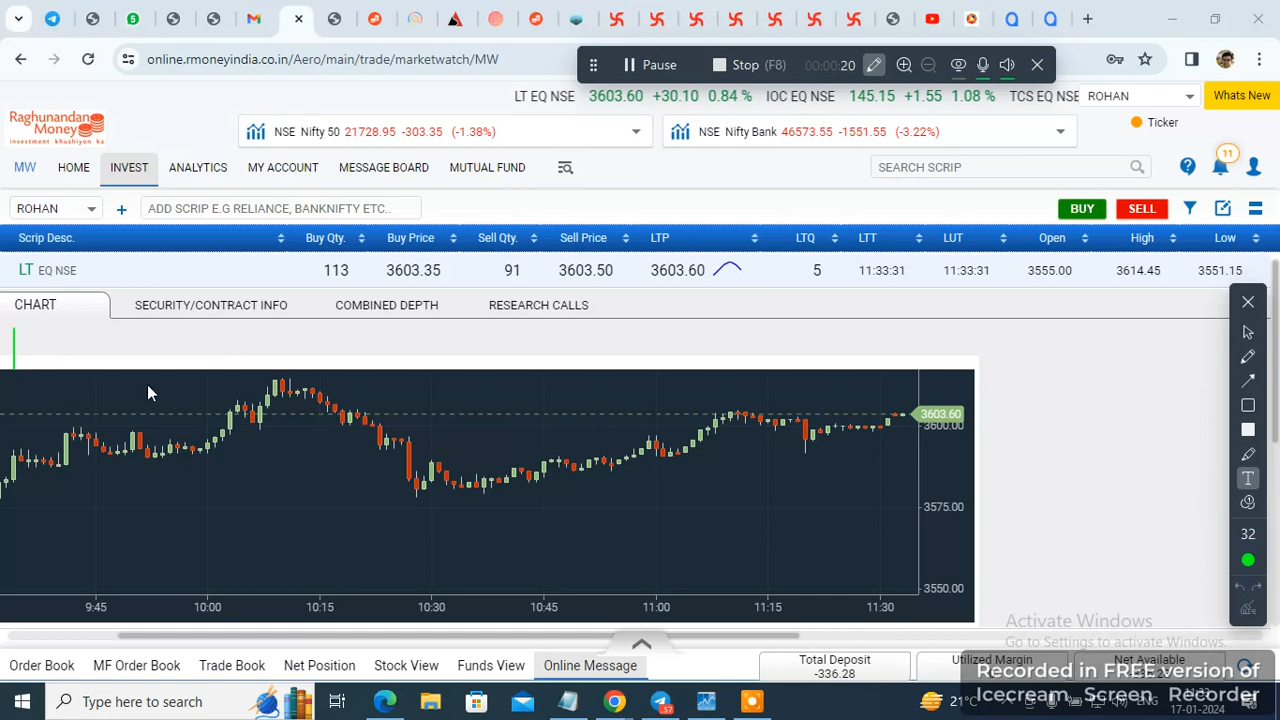 online.rmoneyindia.co.in/Aero/main/trade/marketwatch/MW
Pause Stop (F8) 00:00:20
LT EQ NSE 3603.60 +30.10 0.84 % IOC EQ NSE 145.15 +1.55 1.08 % TCS EQ NSE
ROHAN
Whats New
Raghunandan
Money
investment khushiyon ka
NSE Nifty 50 21728.95 -303.35 (-1.38%)
NSE Nifty Bank 46573.55 -1551.55 (-3.22%)
Ticker
MW HOME INVEST ANALYTICS MY ACCOUNT MESSAGE BOARD MUTUAL FUND
SEARCH SCRIP
11
ROHAN + ADD SCRIP E.G RELIANCE, BANKNIFTY ETC..
BUY SELL
Scrip Desc. Buy Qty. Buy Price Sell Qty. Sell Price LTP LTQ LTT LUT Open High Low
LT EQ NSE 113 3603.35 91 3603.50 3603.60 5 11:33:31 11:33:31 3555.00 3614.45 3551.15
CHART SECURITY/CONTRACT INFO COMBINED DEPTH RESEARCH CALLS
3603.60
3600.00
3575.00
3550.00
9:45 10:00 10:15 10:30 10:45 11:00 11:15 11:30
T
32
Activate Windows
Go to Settings to activate Windows.
Order Book MF Order Book Trade Book Net Position Stock View Funds View Online Message
Total Deposit
-336.28
Utilized Margin
Net Available
Recorded in FREE version of
Icecream Screen Recorder
Type here to search
57
21°C
17-01-2024